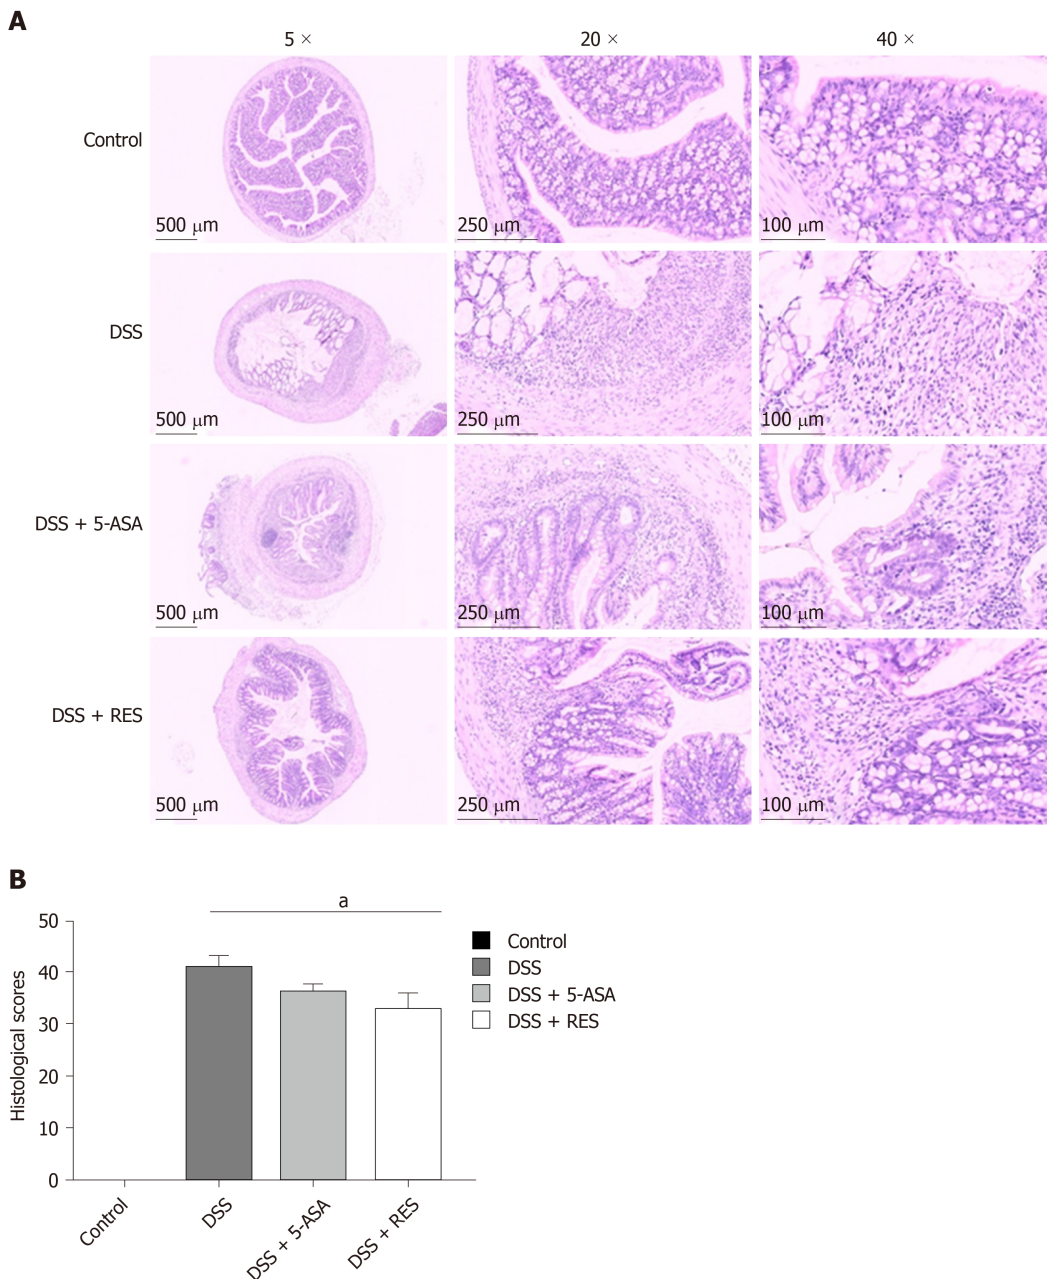 A
5 × 20 × 40 ×
Control
500 μm 250 μm 100 μm
DSS
500 μm 250 μm 100 μm
DSS + 5-ASA
500 μm 250 μm 100 μm
DSS + RES
500 μm 250 μm 100 μm
B
a
Histological scores
50
40
30
20
10
0
Control
DSS
DSS + 5-ASA
DSS + RES
Control
DSS
DSS + 5-ASA
DSS + RES